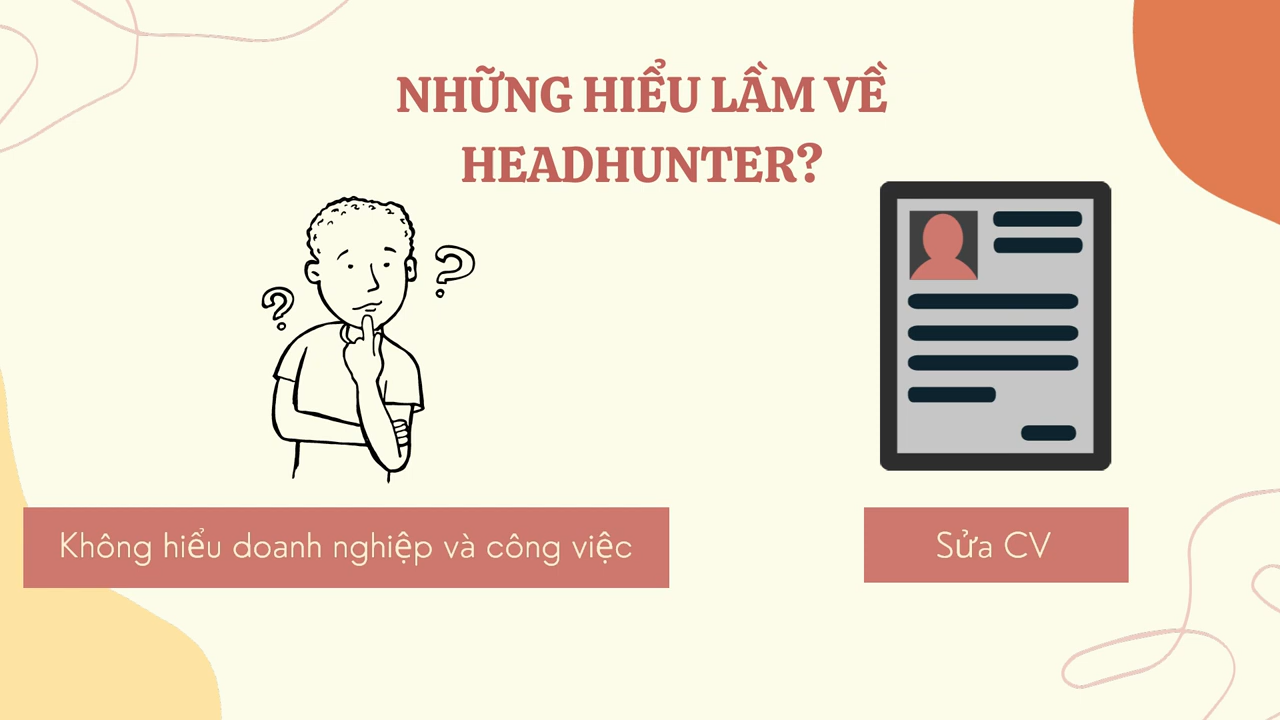 NHỮNG HIỂU LẦM VỀ
HEADHUNTER?
Không hiểu doanh nghiệp và công việc
Sửa CV